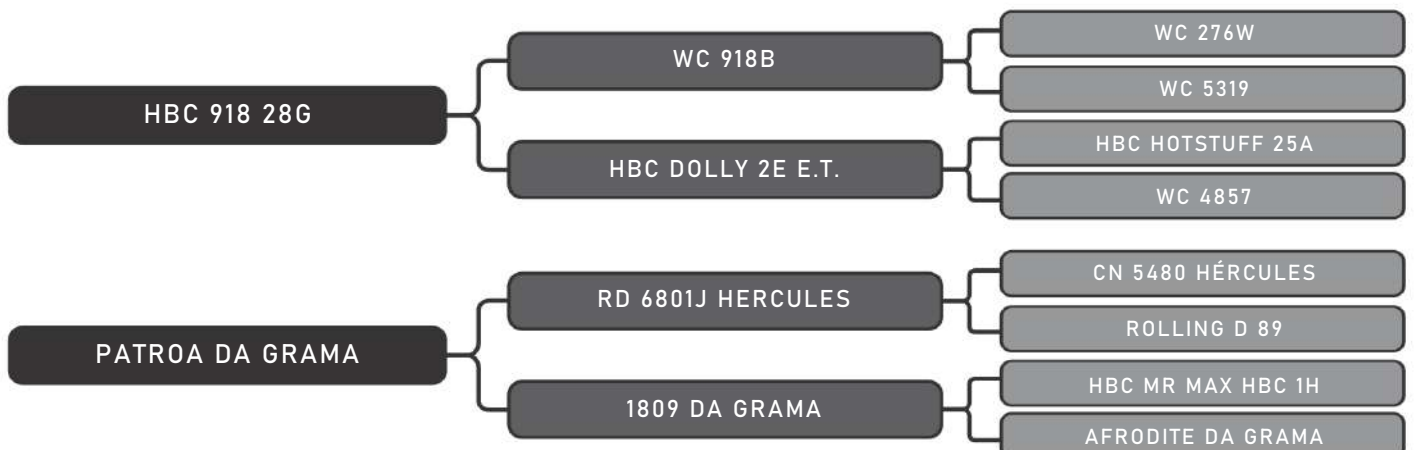 HBC 918 28G
WC 918B
HBC DOLLY 2E E.T.
WC 276W
WC 5319
HBC HOTSTUFF 25A
WC 4857
PATROA DA GRAMA
RD 6801J HERCULES
1809 DA GRAMA
CN 5480 HÉRCULES
ROLLING D 89
HBC MR MAX HBC 1H
AFRODITE DA GRAMA